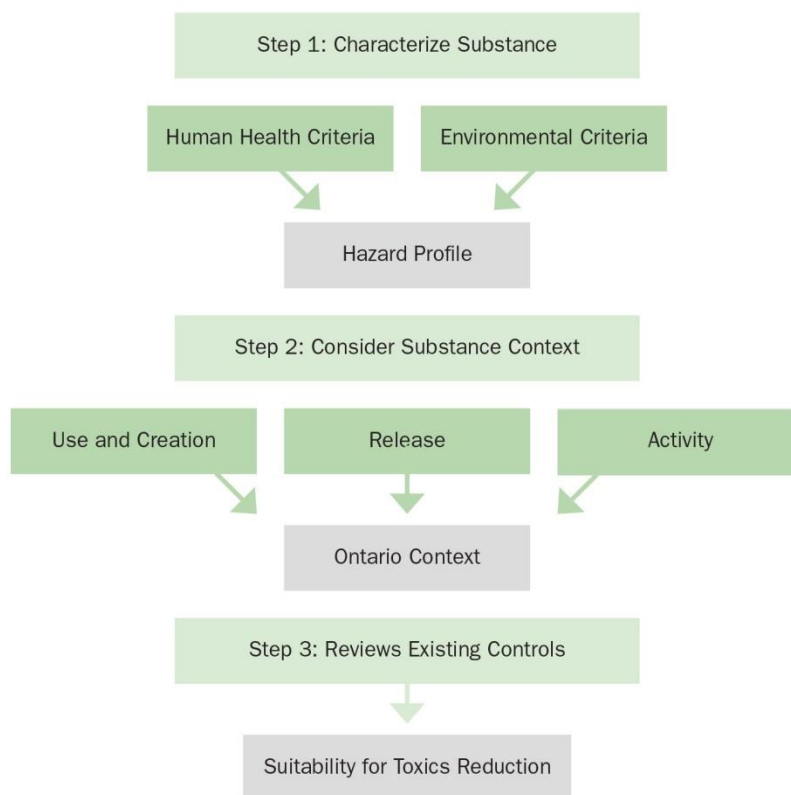 Step 1: Characterize Substance
Human Health Criteria
Environmental Criteria
Hazard Profile
Step 2: Consider Substance Context
Use and Creation
Release
Activity
Ontario Context
Step 3: Reviews Existing Controls
Suitability for Toxics Reduction